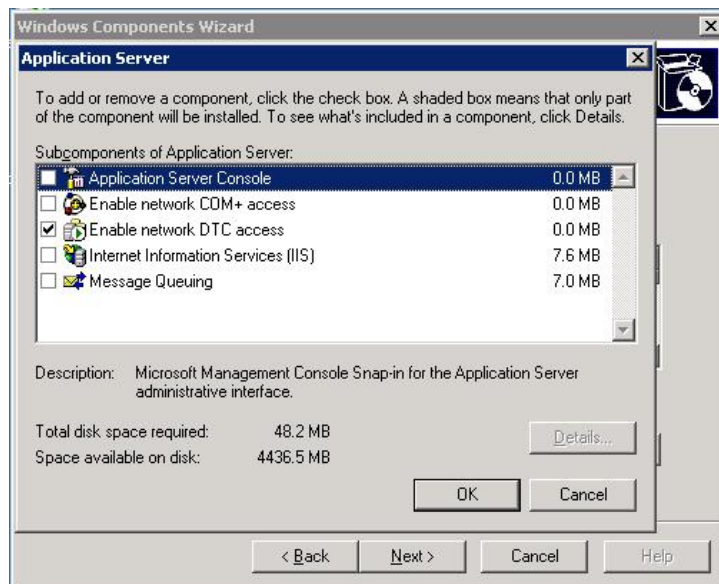 Windows Components Wizard
Application Server
To add or remove a component, click the check box. A shaded box means that only part
of the component will be installed. To see what's included in a component, click Details.
Subcomponents of Application Server:
Application Server Console 0.0 MB
Enable network COM+ access 0.0 MB
Enable network DTC access 0.0 MB
Internet Information Services (IIS) 7.6 MB
Message Queuing 7.0 MB
Description: Microsoft Management Console Snap-in for the Application Server
administrative interface.
Total disk space required: 48.2 MB
Space available on disk: 4436.5 MB
Details...
OK Cancel
< Back Next > Cancel Help